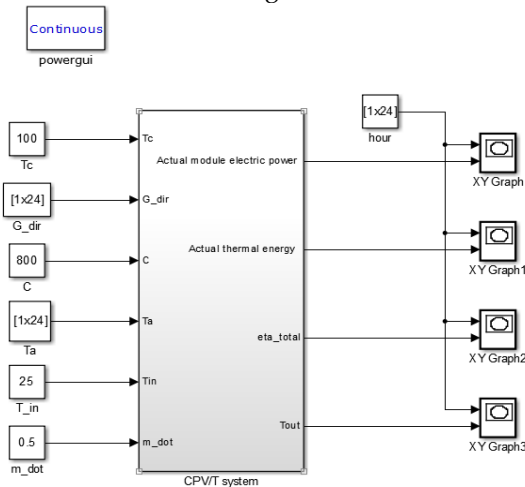 Continuous
powergui
100
Tc
[1x24]
G_dir
800
C
[1x24]
Ta
25
T_in
0.5
m_dot
Tc
G_dir
C
Ta
Tin
m_dot
Actual module electric power
Actual thermal energy
eta_total
Tout
CPV/T system
[1x24]
hour
XY Graph
XY Graph1
XY Graph2
XY Graph3